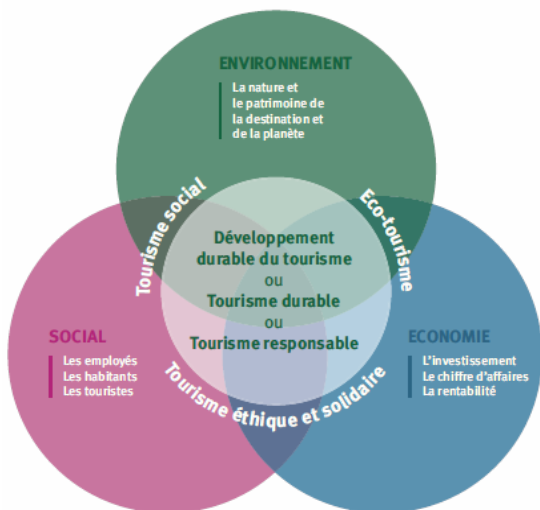 ENVIRONNEMENT
La nature et
le patrimoine de
la destination et
de la planète
Tourisme social
Eco-tourisme
Développement
durable du tourisme
ou
Tourisme durable
ou
Tourisme responsable
SOCIAL
Les employés
Les habitants
Les touristes
ECONOMIE
L'investissement
Le chiffre d'affaires
La rentabilité
Tourisme éthique et solidaire